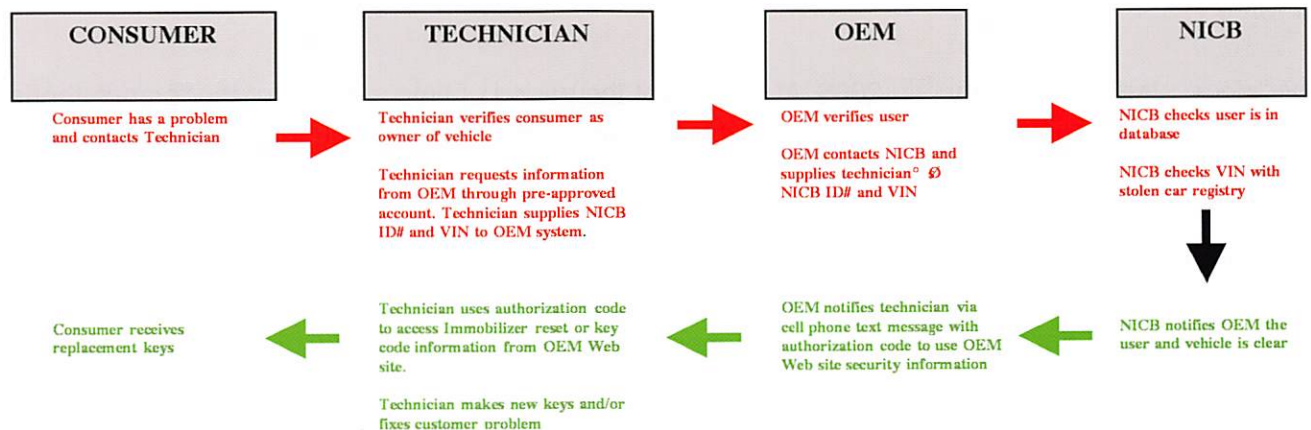 CONSUMER
TECHNICIAN
OEM
NICB
Consumer has a problem
and contacts Technician
Technician verifies consumer as
owner of vehicle
Technician requests information
from OEM through pre-approved
account. Technician supplies NICB
ID# and VIN to OEM system.
OEM verifies user
OEM contacts NICB and
supplies technician° Ø
NICB ID# and VIN
NICB checks user is in
database
NICB checks VIN with
stolen car registry
Consumer receives
replacement keys
Technician uses authorization code
to access Immobilizer reset or key
code information from OEM Web
site.
Technician makes new keys and/or
fixes customer problem
OEM notifies technician via
cell phone text message with
authorization code to use OEM
Web site security information
NICB notifies OEM the
user and vehicle is clear